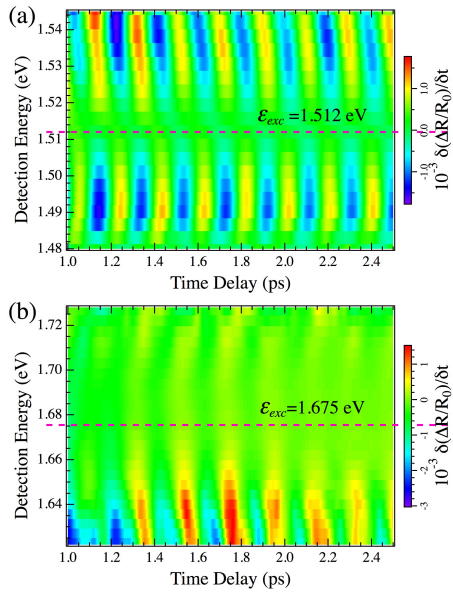 (a)
Detection Energy (eV)
1.54
1.53
1.52
1.51
1.50
1.49
1.48
ε_exc=1.512 eV
1.0 1.2 1.4 1.6 1.8 2.0 2.2 2.4
Time Delay (ps)
1.0
0.0
-1.0
10⁻³ δ(ΔR/R₀)/δt
(b)
Detection Energy (eV)
1.72
1.70
1.68
1.66
1.64
ε_exc=1.675 eV
1.0 1.2 1.4 1.6 1.8 2.0 2.2 2.4
Time Delay (ps)
1
0
-1
-2
-3
10⁻³ δ(ΔR/R₀)/δt